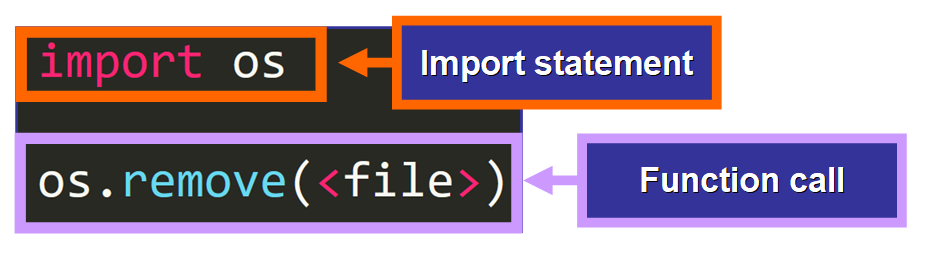 import os
Import statement
os.remove(<file>)
Function call